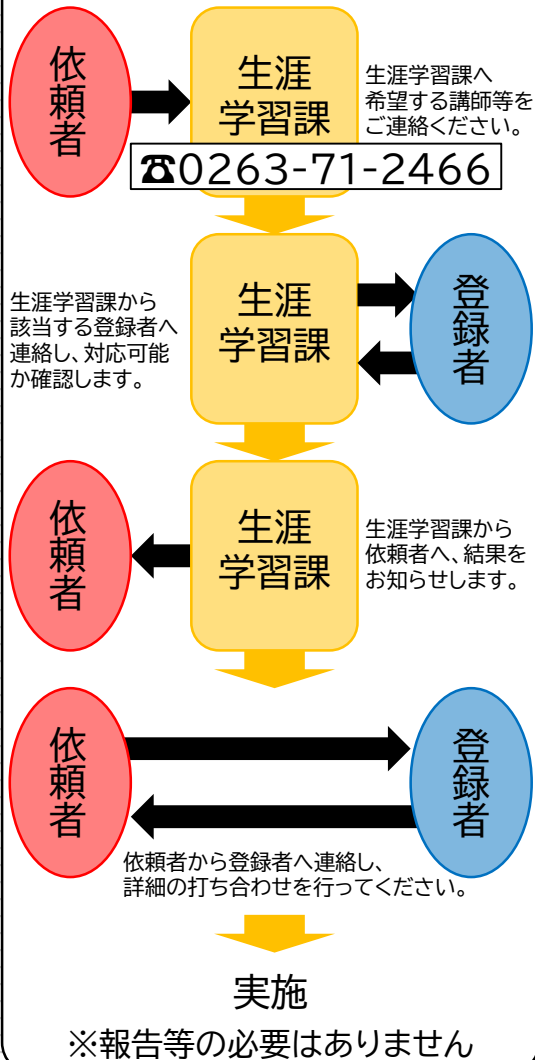 依頼者
生涯
学習課
生涯学習課へ
希望する講師等を
ご連絡ください。
☎0263-71-2466
生涯学習課から
該当する登録者へ
連絡し、対応可能
か確認します。
生涯
学習課
登録者
依頼者
生涯
学習課
生涯学習課から
依頼者へ、結果を
お知らせします。
依頼者
登録者
依頼者から登録者へ連絡し、
詳細の打ち合わせを行ってください。
実施
※報告等の必要はありません